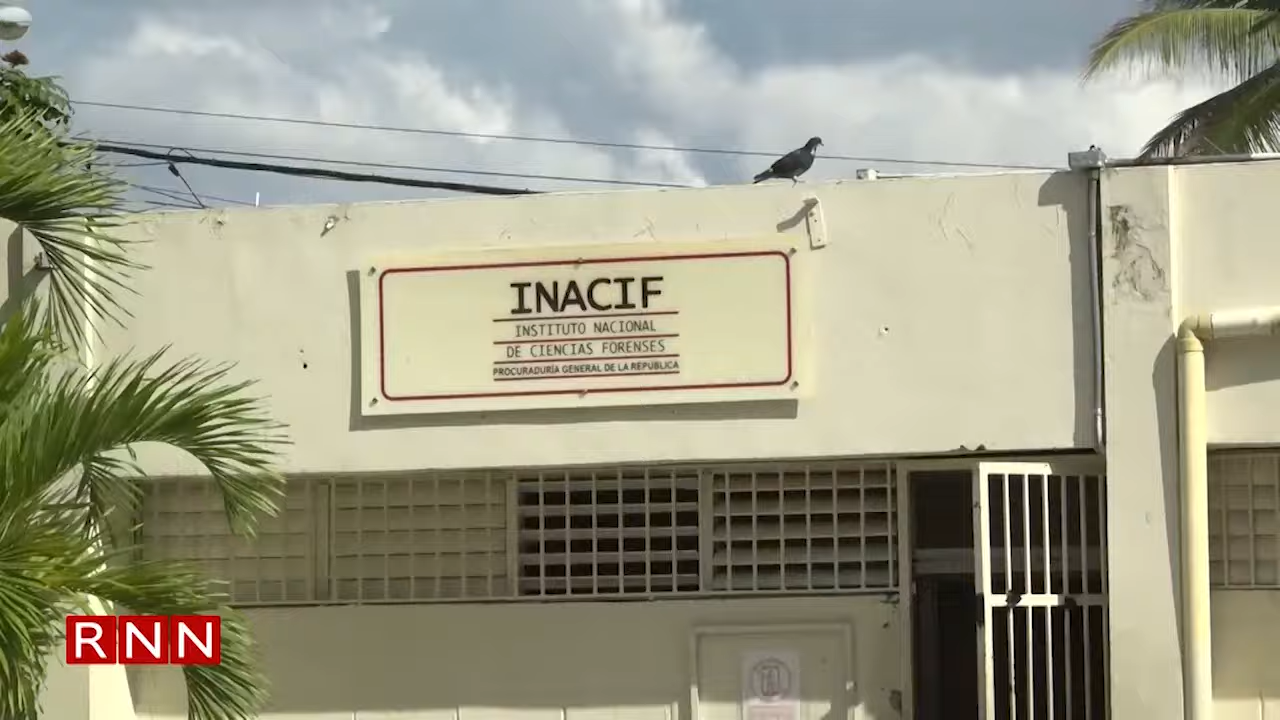 INACIF
INSTITUTO NACIONAL
DE CIENCIAS FORENSES
PROCURADURÍA GENERAL DE LA REPÚBLICA
RNN